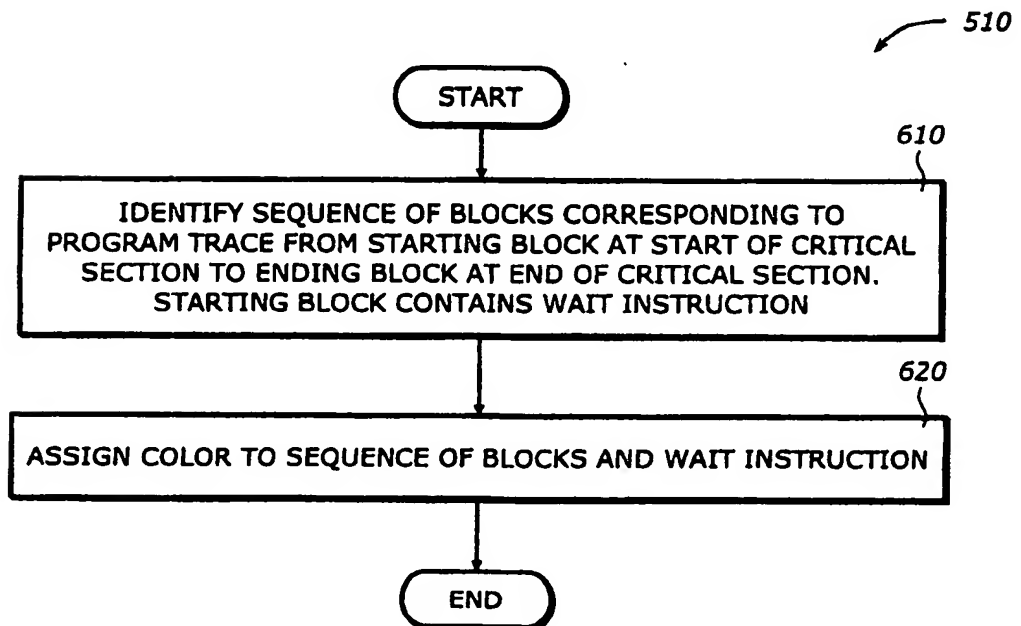 510
START
610
IDENTIFY SEQUENCE OF BLOCKS CORRESPONDING TO
PROGRAM TRACE FROM STARTING BLOCK AT START OF CRITICAL
SECTION TO ENDING BLOCK AT END OF CRITICAL SECTION.
STARTING BLOCK CONTAINS WAIT INSTRUCTION
620
ASSIGN COLOR TO SEQUENCE OF BLOCKS AND WAIT INSTRUCTION
END